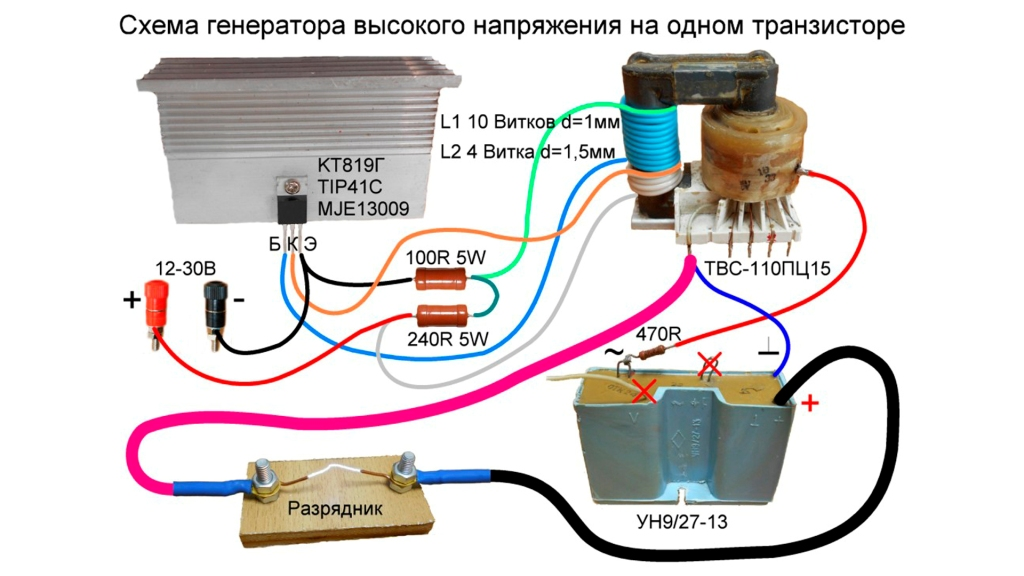 Схема генератора высокого напряжения на одном транзисторе
L1 10 Витков d=1мм
L2 4 Витка d=1,5мм
КТ819Г
TIP41C
MJE13009
Б К Э
12-30В
+ -
100R 5W
240R 5W
ТВС-110ПЦ15
470R
~
⊥
+
УН9/27-13
Разрядник